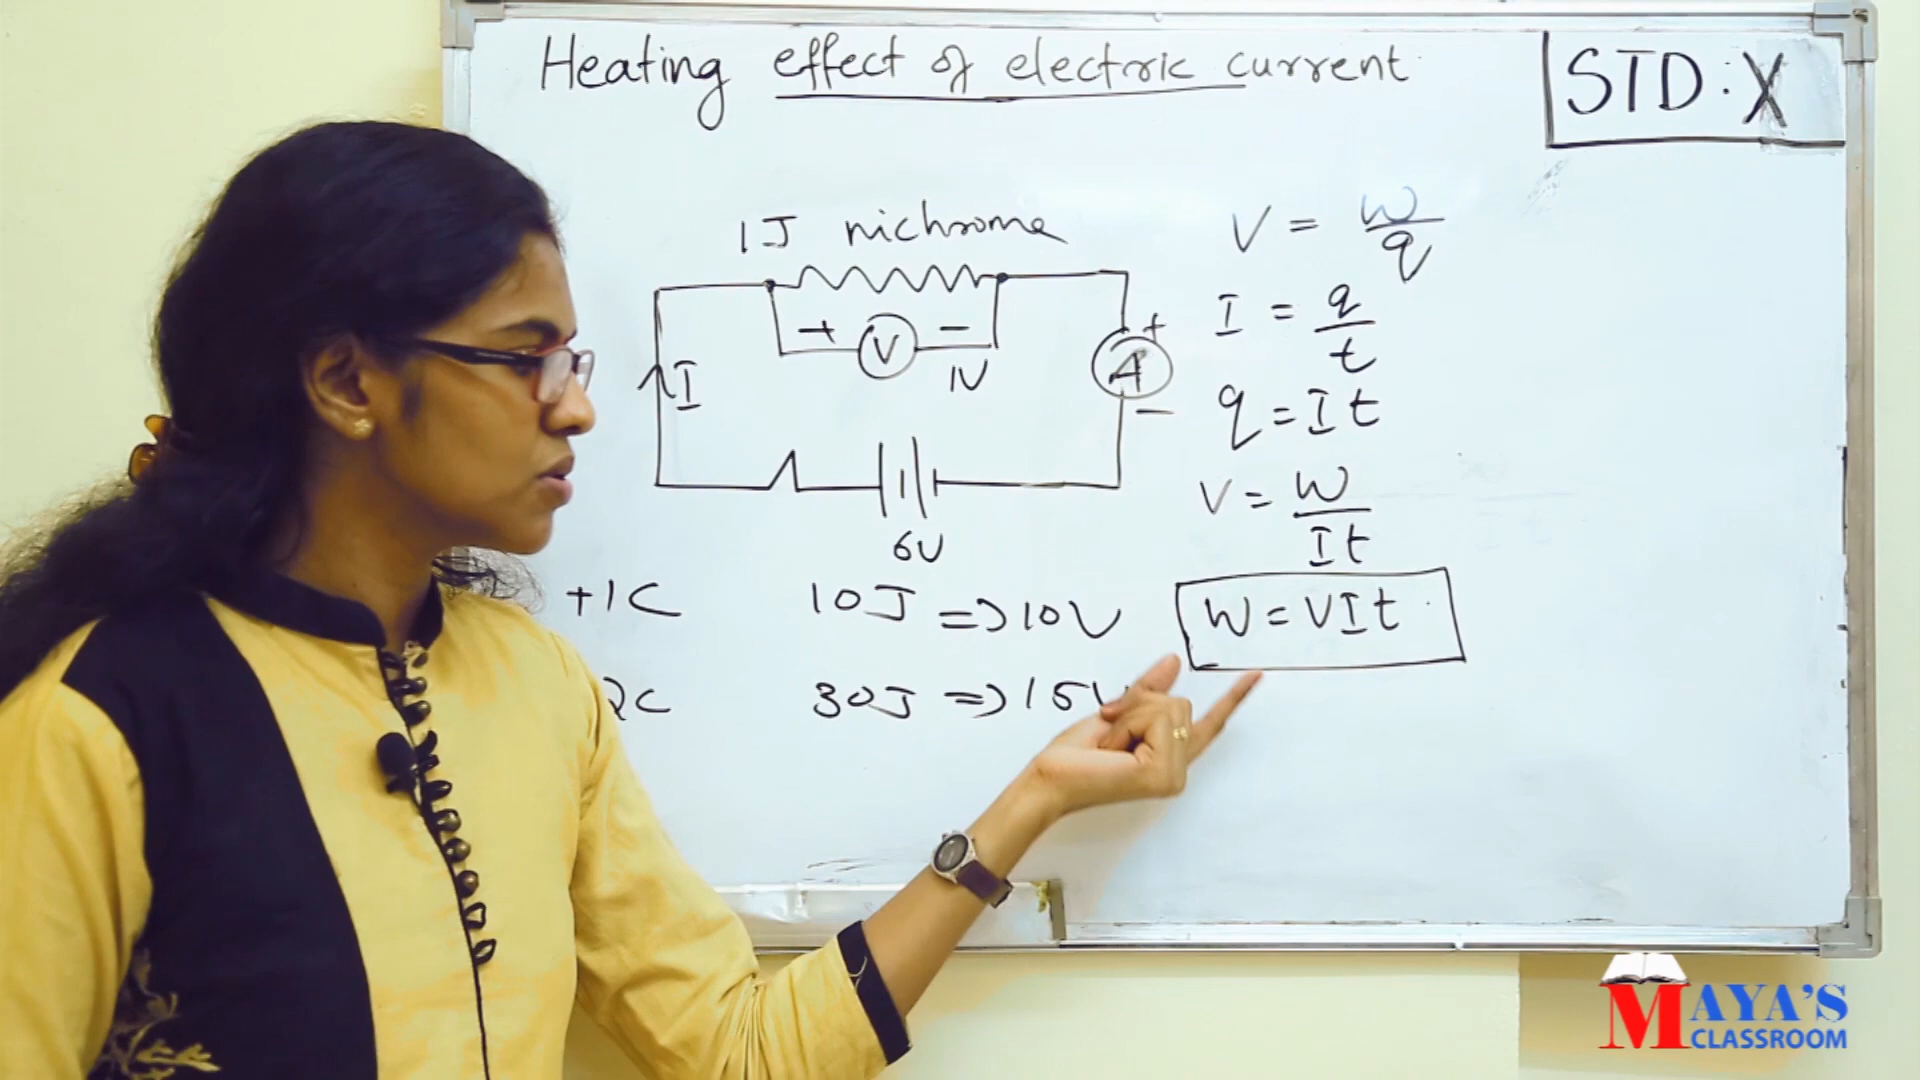 Heating effect of electric current
STD: X
1J nichrome
+ V - 1V
I
+
A
-
6V
V = W/q
I = q/t
q = It
V = W/It
W = VIt
+1C 10J => 10V
2C 30J => 15V
MAYA'S
CLASSROOM